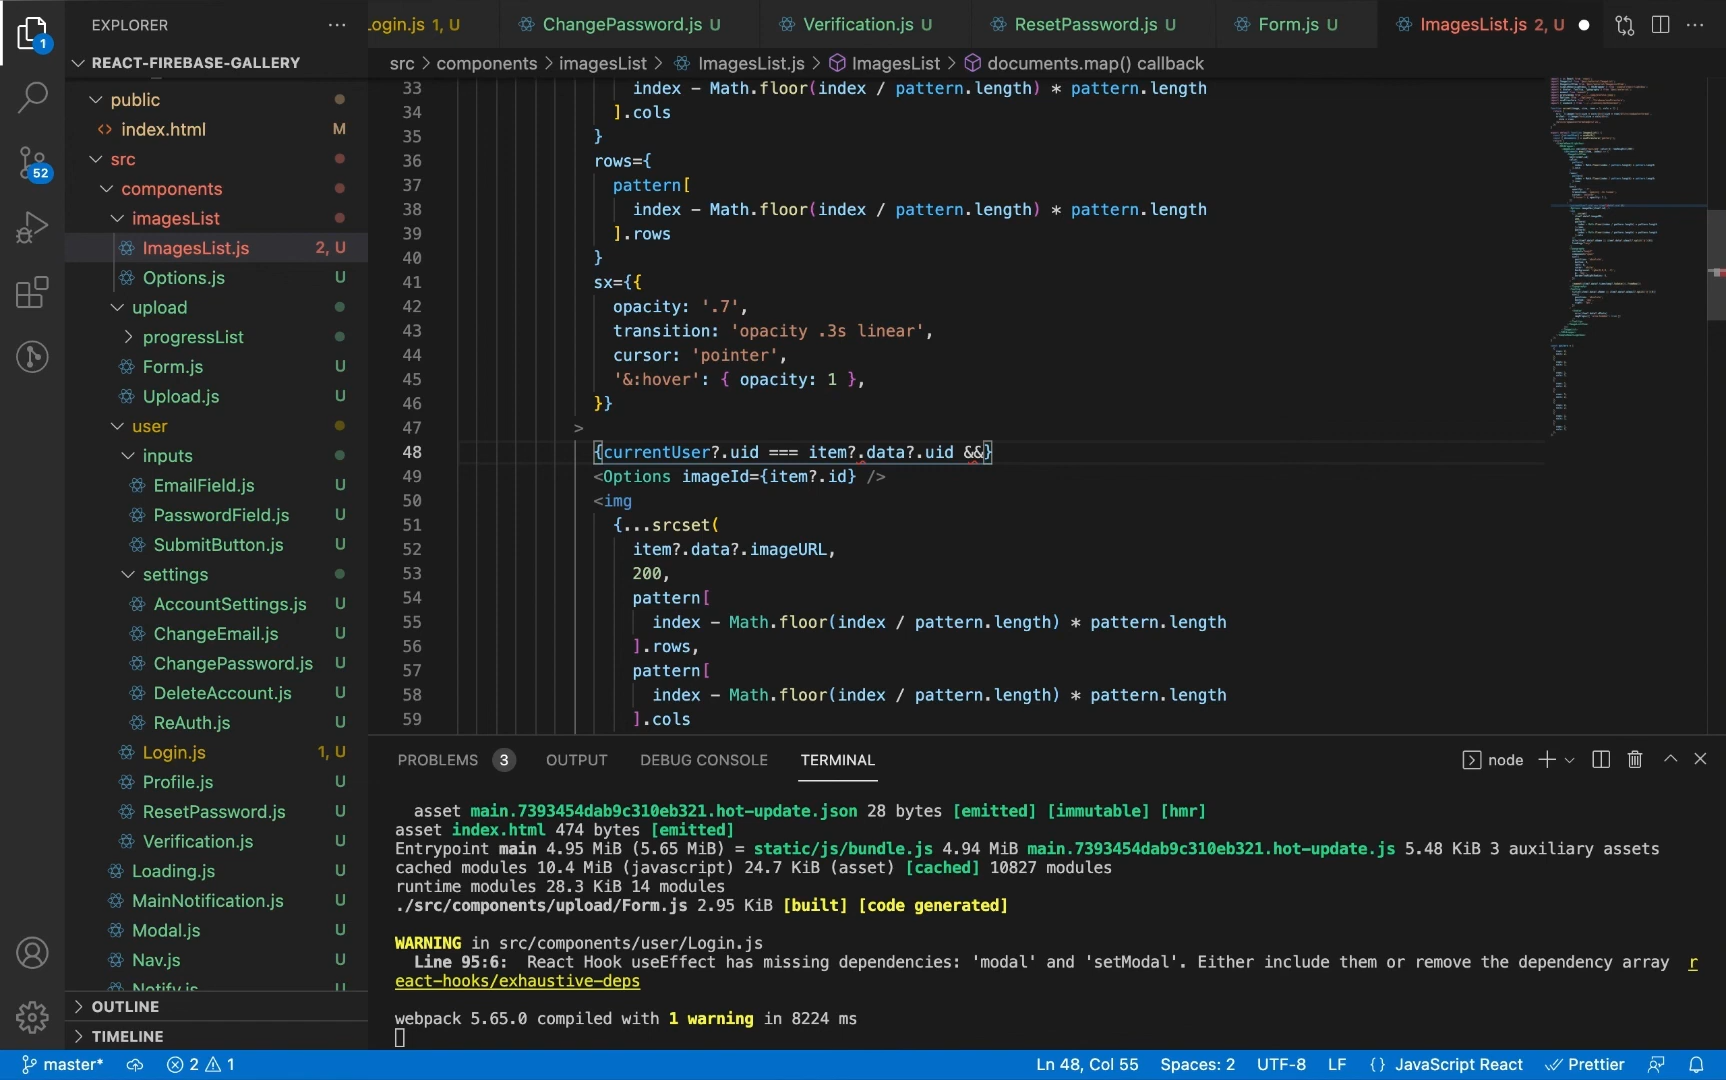 EXPLORER ···
REACT-FIREBASE-GALLERY
public
<> index.html M
src
components
imagesList
ImagesList.js 2, U
Options.js U
upload
progressList
Form.js U
Upload.js U
user
inputs
EmailField.js U
PasswordField.js U
SubmitButton.js U
settings
AccountSettings.js U
ChangeEmail.js U
ChangePassword.js U
DeleteAccount.js U
ReAuth.js U
Login.js 1, U
Profile.js U
ResetPassword.js U
Verification.js U
Loading.js U
MainNotification.js U
Modal.js U
Nav.js U
Notify.js U
OUTLINE
TIMELINE
1
52
Login.js 1, U ChangePassword.js U Verification.js U ResetPassword.js U Form.js U ImagesList.js 2, U ● ···
src > components > imagesList > ImagesList.js > ImagesList > documents.map() callback
33 index - Math.floor(index / pattern.length) * pattern.length
34 ].cols
35 }
36 rows={
37 pattern[
38 index - Math.floor(index / pattern.length) * pattern.length
39 ].rows
40 }
41 sx={{
42 opacity: '.7',
43 transition: 'opacity .3s linear',
44 cursor: 'pointer',
45 '&:hover': { opacity: 1 },
46 }}
47 >
48 {currentUser?.uid === item?.data?.uid &&}
49 <Options imageId={item?.id} />
50 <img
51 {...srcset(
52 item?.data?.imageURL,
53 200,
54 pattern[
55 index - Math.floor(index / pattern.length) * pattern.length
56 ].rows,
57 pattern[
58 index - Math.floor(index / pattern.length) * pattern.length
59 ].cols
PROBLEMS 3 OUTPUT DEBUG CONSOLE TERMINAL node
asset main.7393454dab9c310eb321.hot-update.json 28 bytes [emitted] [immutable] [hmr]
asset index.html 474 bytes [emitted]
Entrypoint main 4.95 MiB (5.65 MiB) = static/js/bundle.js 4.94 MiB main.7393454dab9c310eb321.hot-update.js 5.48 KiB 3 auxiliary assets
cached modules 10.4 MiB (javascript) 24.7 KiB (asset) [cached] 10827 modules
runtime modules 28.3 KiB 14 modules
./src/components/upload/Form.js 2.95 KiB [built] [code generated]
WARNING in src/components/user/Login.js
Line 95:6: React Hook useEffect has missing dependencies: 'modal' and 'setModal'. Either include them or remove the dependency array r
eact-hooks/exhaustive-deps
webpack 5.65.0 compiled with 1 warning in 8224 ms
master* 2 1 Ln 48, Col 55 Spaces: 2 UTF-8 LF {} JavaScript React Prettier